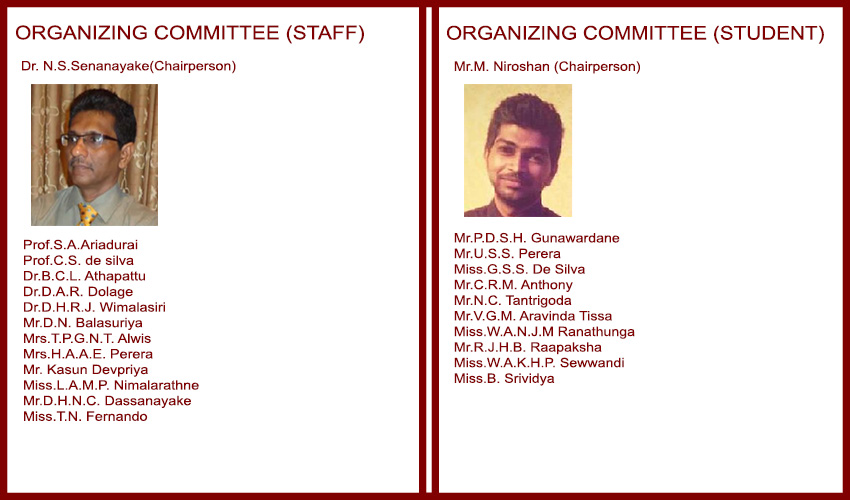 ORGANIZING COMMITTEE (STAFF)
Dr. N.S.Senanayake(Chairperson)
Prof.S.A.Ariadurai
Prof.C.S. de silva
Dr.B.C.L. Athapattu
Dr.D.A.R. Dolage
Dr.D.H.R.J. Wimalasiri
Mr.D.N. Balasuriya
Mrs.T.P.G.N.T. Alwis
Mrs.H.A.A.E. Perera
Mr. Kasun Devpriya
Miss.L.A.M.P. Nimalarathne
Mr.D.H.N.C. Dassanayake
Miss.T.N. Fernando
ORGANIZING COMMITTEE (STUDENT)
Mr.M. Niroshan (Chairperson)
Mr.P.D.S.H. Gunawardane
Mr.U.S.S. Perera
Miss.G.S.S. De Silva
Mr.C.R.M. Anthony
Mr.N.C. Tantrigoda
Mr.V.G.M. Aravinda Tissa
Miss.W.A.N.J.M Ranathunga
Mr.R.J.H.B. Raapaksha
Miss.W.A.K.H.P. Sewwandi
Miss.B. Srividya